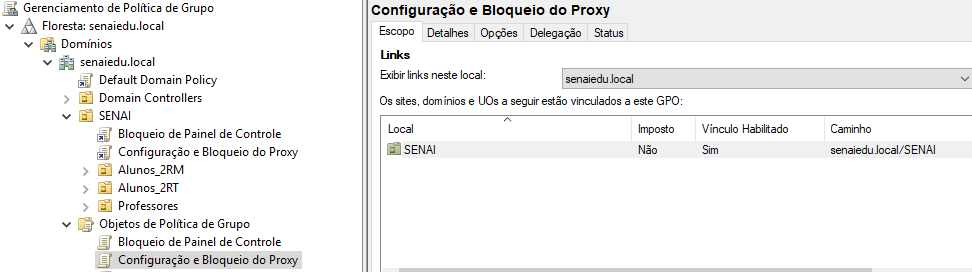 Gerenciamento de Política de Grupo
Floresta: senaiedu.local
Domínios
senaiedu.local
Default Domain Policy
Domain Controllers
SENAI
Bloqueio de Painel de Controle
Configuração e Bloqueio do Proxy
Alunos_2RM
Alunos_2RT
Professores
Objetos de Política de Grupo
Bloqueio de Painel de Controle
Configuração e Bloqueio do Proxy
Configuração e Bloqueio do Proxy
Escopo Detalhes Opções Delegação Status
Links
Exibir links neste local: senaiedu.local
Os sites, domínios e UOs a seguir estão vinculados a este GPO:
Local Imposto Vínculo Habilitado Caminho
SENAI Não Sim senaiedu.local/SENAI